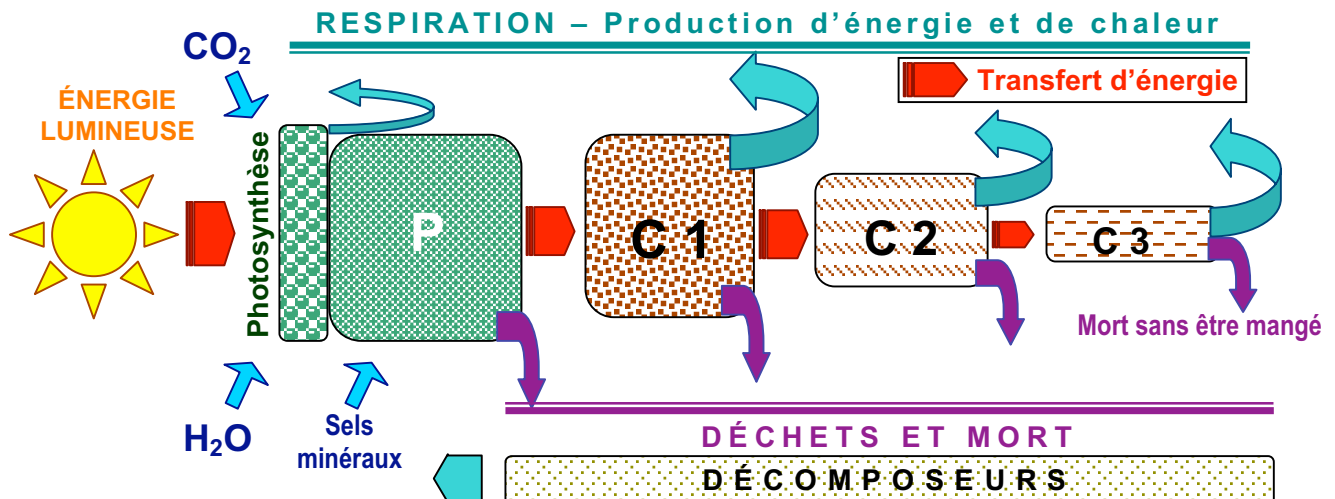 RESPIRATION – Production d'énergie et de chaleur
CO₂
Transfert d'énergie
ÉNERGIE
LUMINEUSE
Photosynthèse
P
C 1
C 2
C 3
Mort sans être mangé
H₂O
Sels
minéraux
DÉCHETS ET MORT
DÉCOMPOSEURS